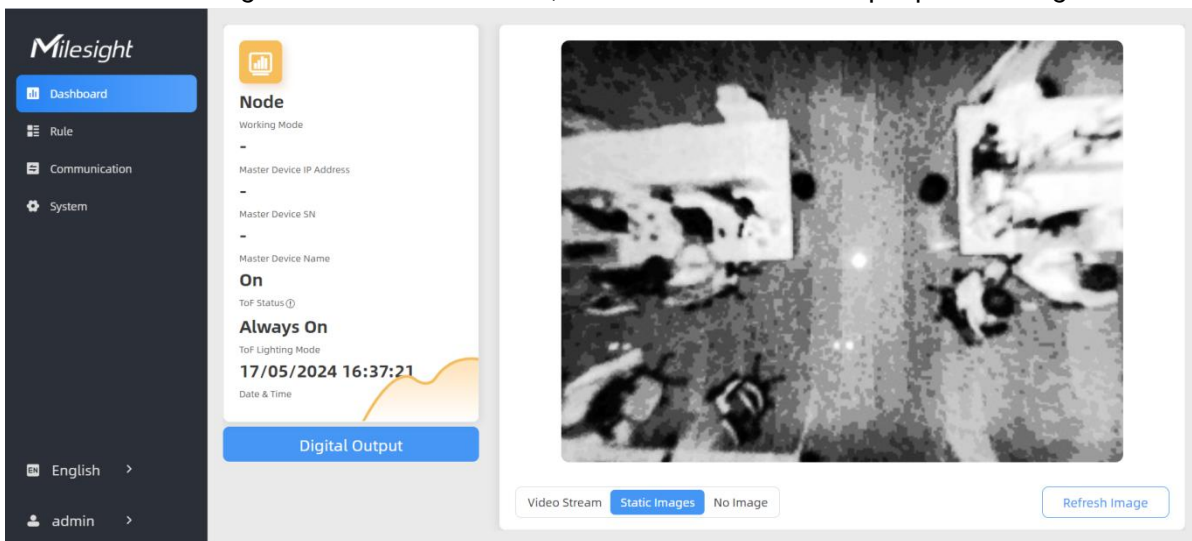 Milesight
Dashboard
Rule
Communication
System
English
admin
Node
Working Mode
-
Master Device IP Address
-
Master Device SN
-
Master Device Name
On
ToF Status
Always On
ToF Lighting Mode
17/05/2024 16:37:21
Date & Time
Digital Output
Video Stream
Static Images
No Image
Refresh Image